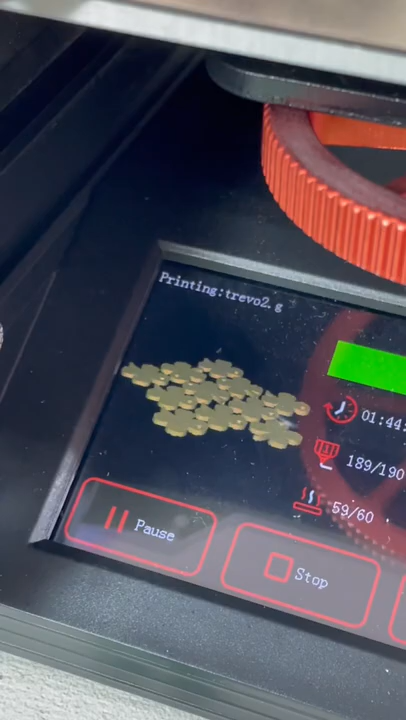 Printing:trevo2.g
01:44:
189/190
59/60
Pause
Stop